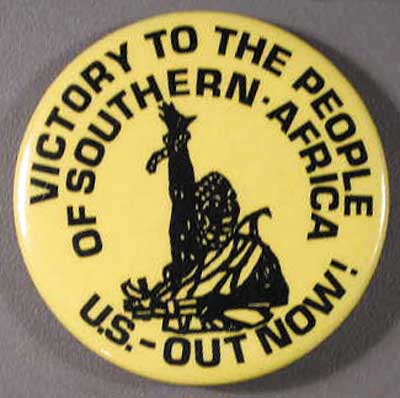 VICTORY TO THE PEOPLE
OF SOUTHERN-AFRICA
U.S.-OUT NOW!